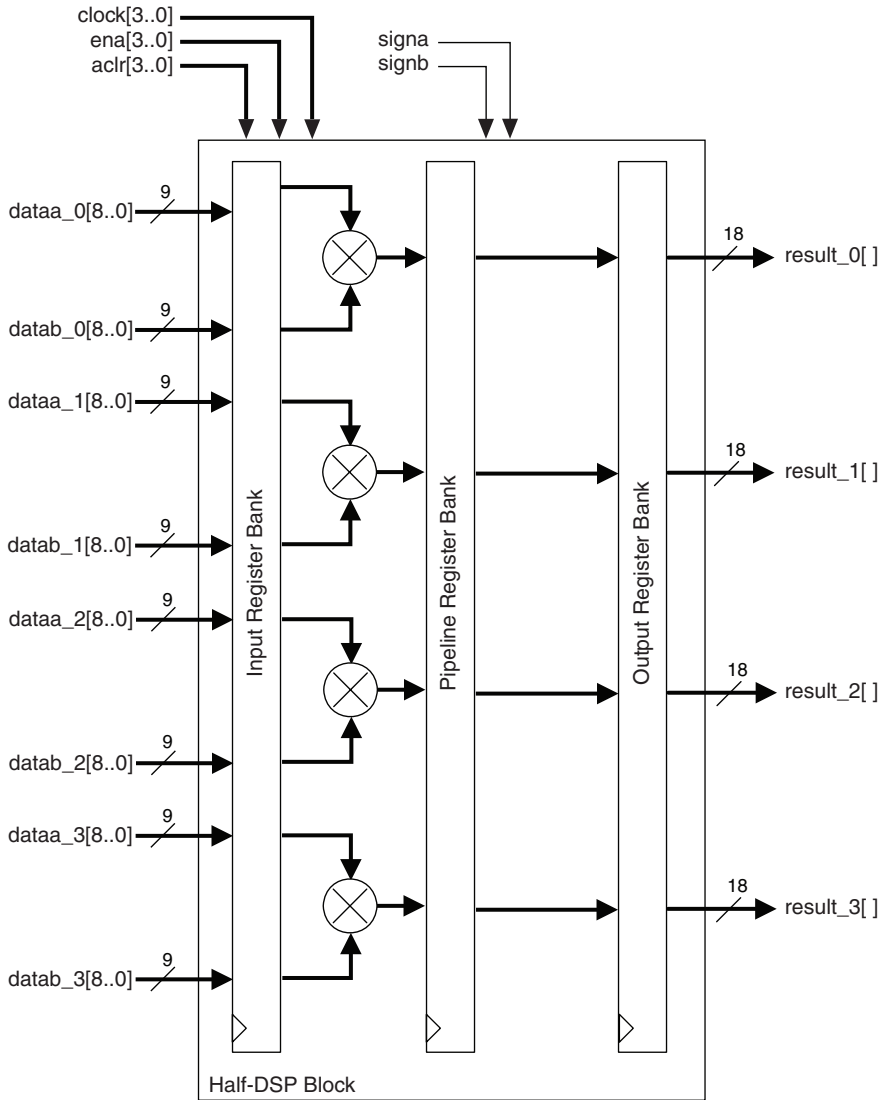 clock[3..0]
ena[3..0]
aclr[3..0]
signa
signb
9
dataa_0[8..0]
18
result_0[ ]
9
datab_0[8..0]
9
dataa_1[8..0]
18
result_1[ ]
9
datab_1[8..0]
Input Register Bank
Pipeline Register Bank
Output Register Bank
9
dataa_2[8..0]
18
result_2[ ]
9
datab_2[8..0]
9
dataa_3[8..0]
18
result_3[ ]
9
datab_3[8..0]
Half-DSP Block